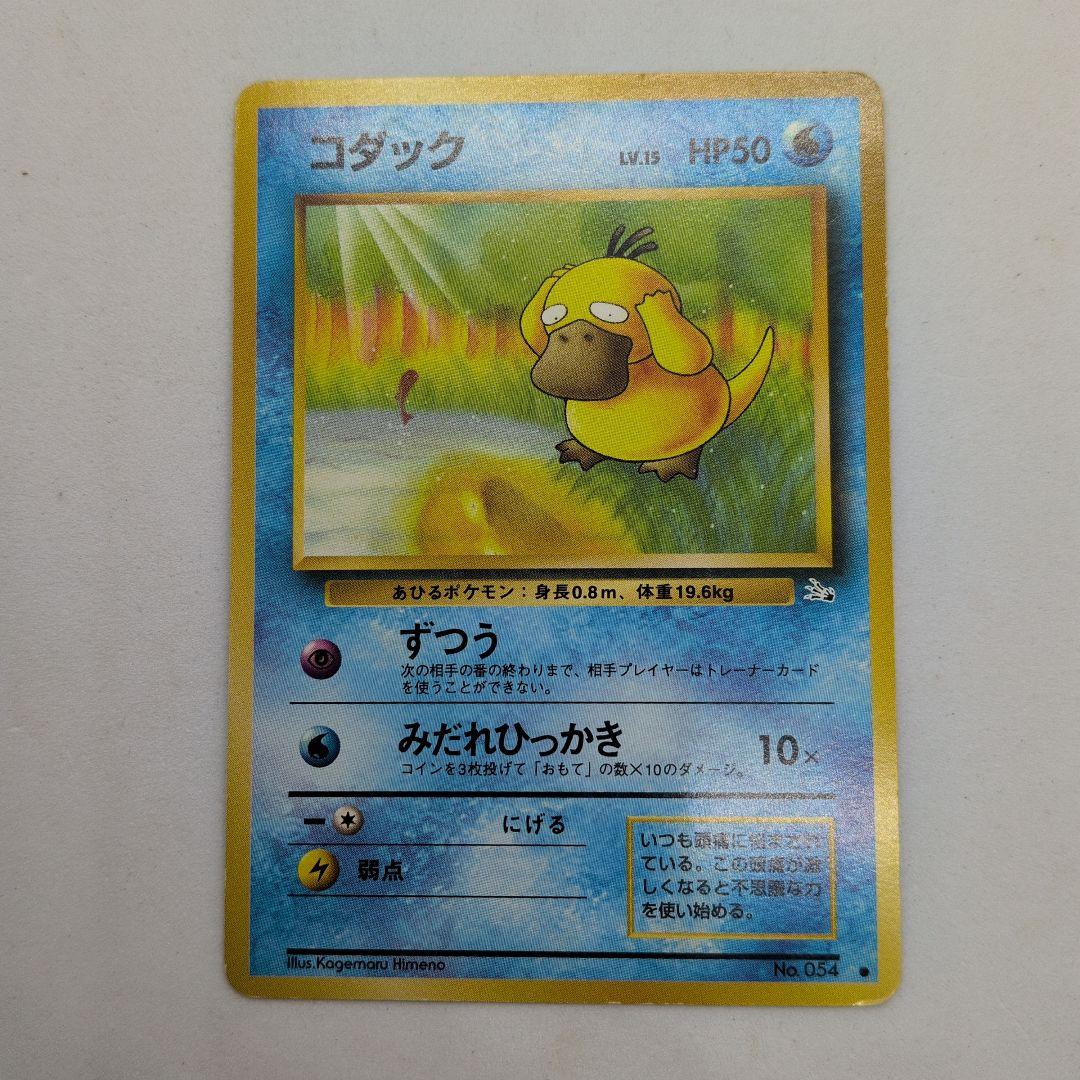 コダック LV.15 HP50
あひるポケモン：身長0.8m、体重19.6kg
ずつう
次の相手の番の終わりまで、相手プレイヤーはトレーナーカード
を使うことができない。
みだれひっかき 10×
コインを3枚投げて「おもて」の数×10のダメージ。
にげる
弱点
いつも頭痛に悩まされ
ている。この頭痛が激
しくなると不思議な力
を使い始める。
Illus.Kagemaru Himeno
No. 054